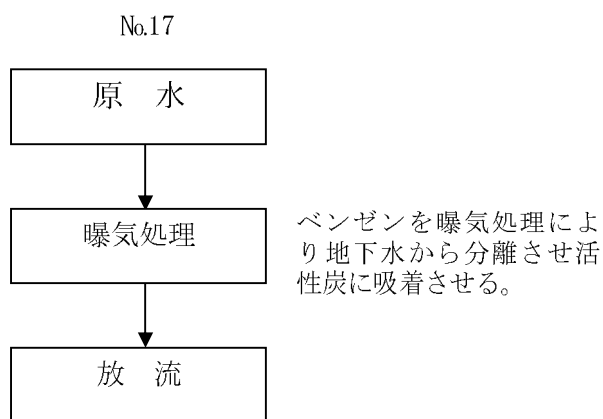 №17
原　水
曝気処理
ベンゼンを曝気処理によ
り地下水から分離させ活
性炭に吸着させる。
放　流